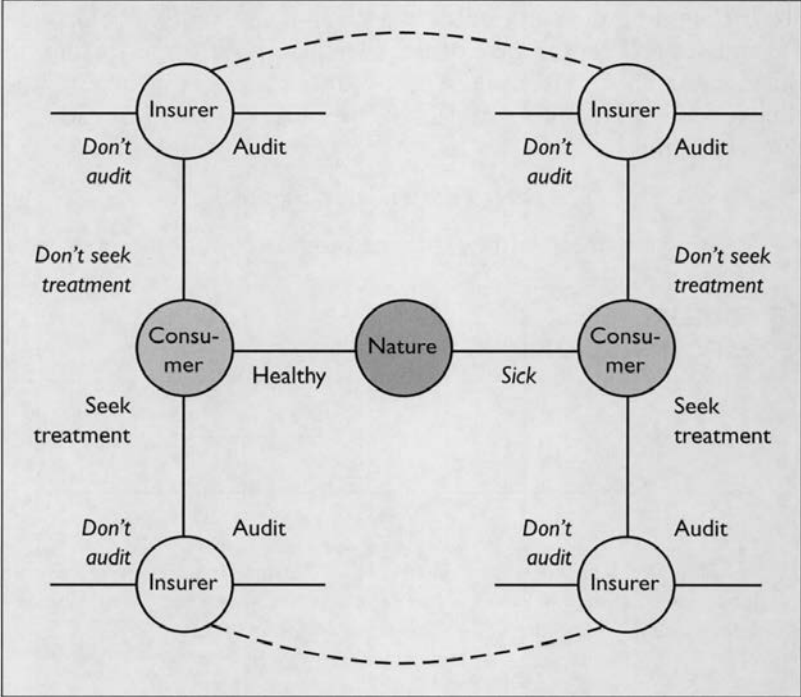 Insurer
Insurer
Don't
audit
Audit
Don't
audit
Audit
Don't seek
treatment
Don't seek
treatment
Consu-
mer
Healthy
Nature
Sick
Consu-
mer
Seek
treatment
Seek
treatment
Don't
audit
Audit
Don't
audit
Audit
Insurer
Insurer